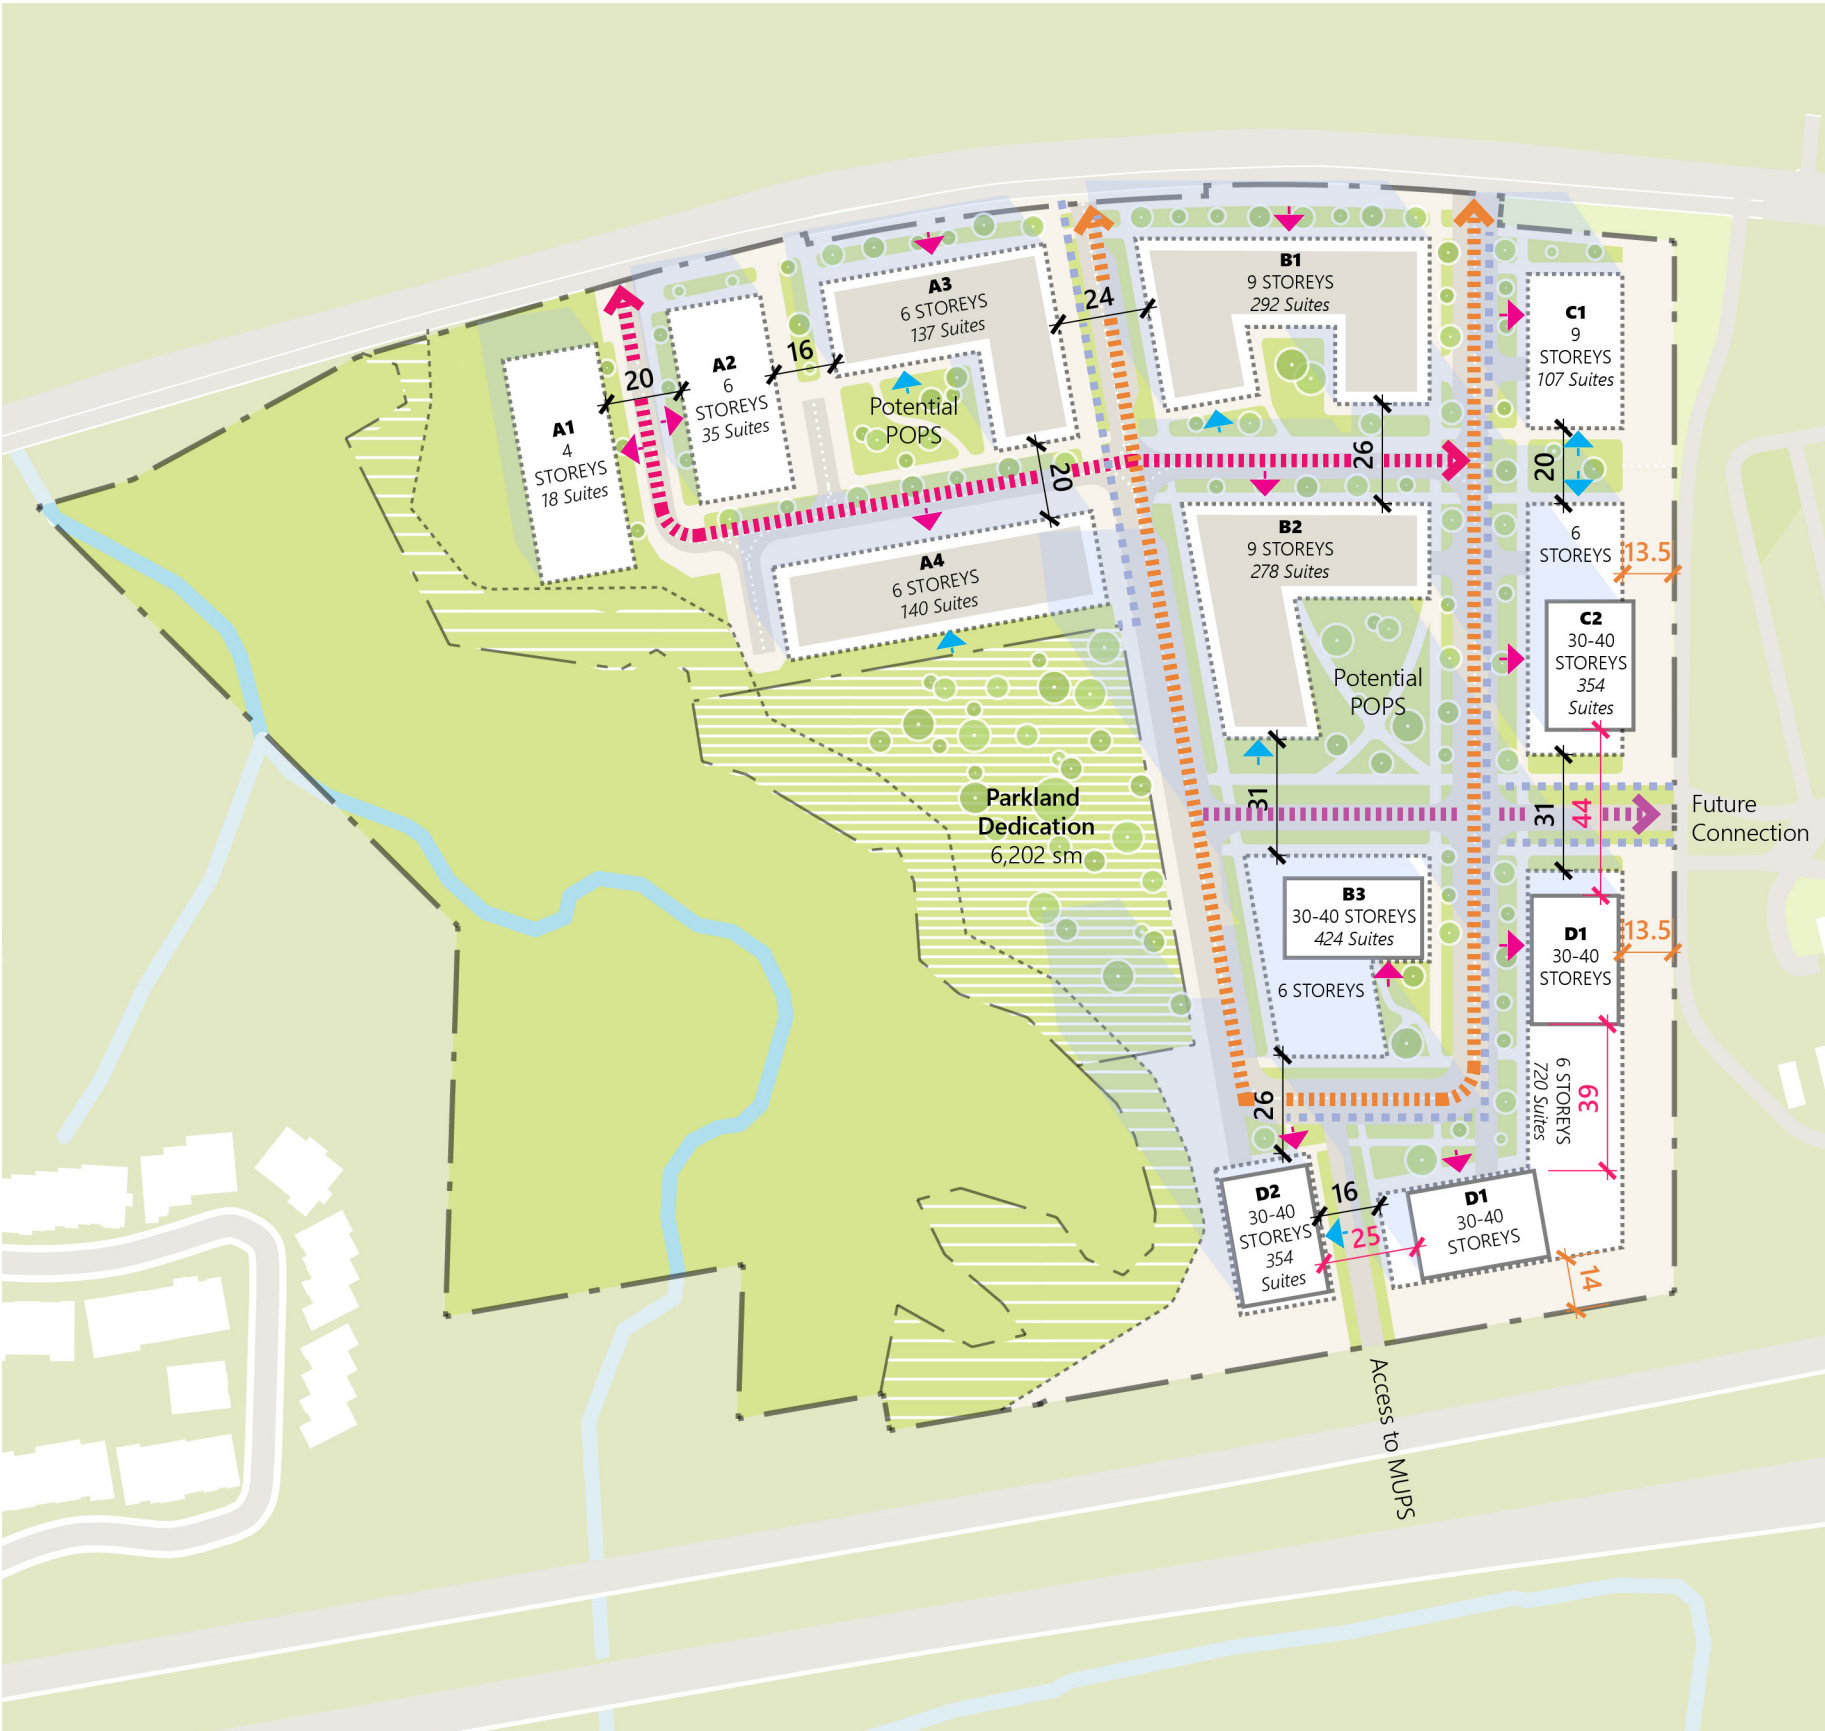 A1
4
STOREYS
18 Suites
20
A2
6
STOREYS
35 Suites
16
A3
6 STOREYS
137 Suites
Potential
POPS
20
A4
6 STOREYS
140 Suites
24
B1
9 STOREYS
292 Suites
26
B2
9 STOREYS
278 Suites
Potential
POPS
31
C1
9
STOREYS
107 Suites
20
6
STOREYS
13.5
C2
30-40
STOREYS
354
Suites
31
44
Future
Connection
Parkland
Dedication
6,202 sm
B3
30-40 STOREYS
424 Suites
6 STOREYS
D1
30-40
STOREYS
13.5
6 STOREYS
720 Suites
39
26
D2
30-40
STOREYS
354
Suites
16
25
D1
30-40
STOREYS
14
Access to MUPS